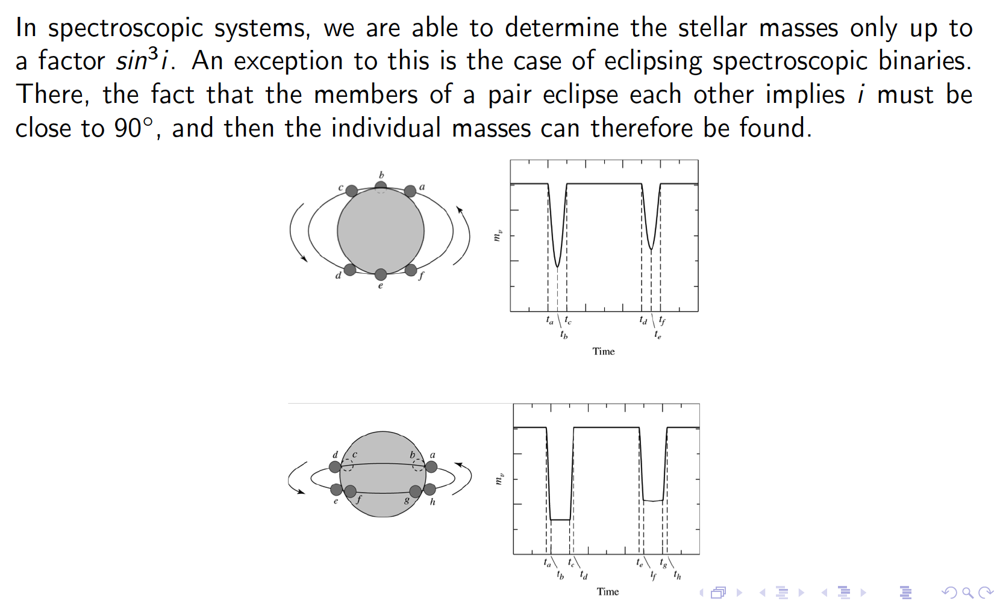 In spectroscopic systems, we are able to determine the stellar masses only up to
a factor sin³i. An exception to this is the case of eclipsing spectroscopic binaries.
There, the fact that the members of a pair eclipse each other implies i must be
close to 90°, and then the individual masses can therefore be found.
b
c
a
d
e
f
m_v
t_a
t_c
t_d
t_f
t_b
t_e
Time
d
c
b
a
e
f
g
h
m_v
t_a
t_c
t_e
t_g
t_b
t_d
t_f
t_h
Time